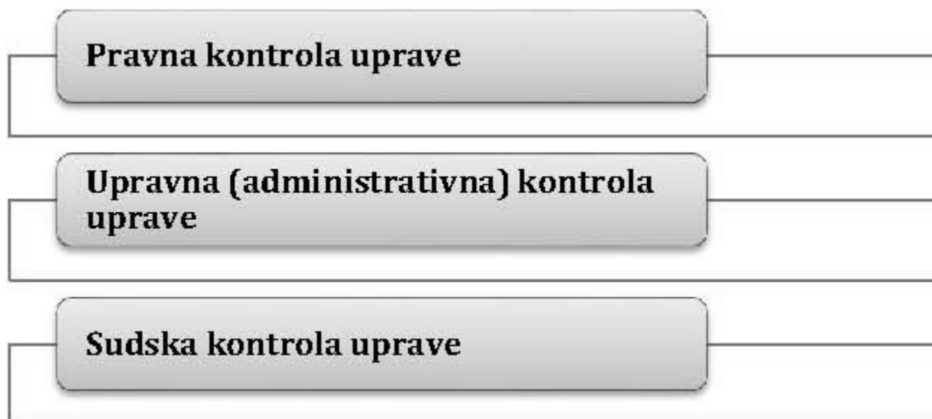 Pravna kontrola uprave
Upravna (administrativna) kontrola
uprave
Sudska kontrola uprave